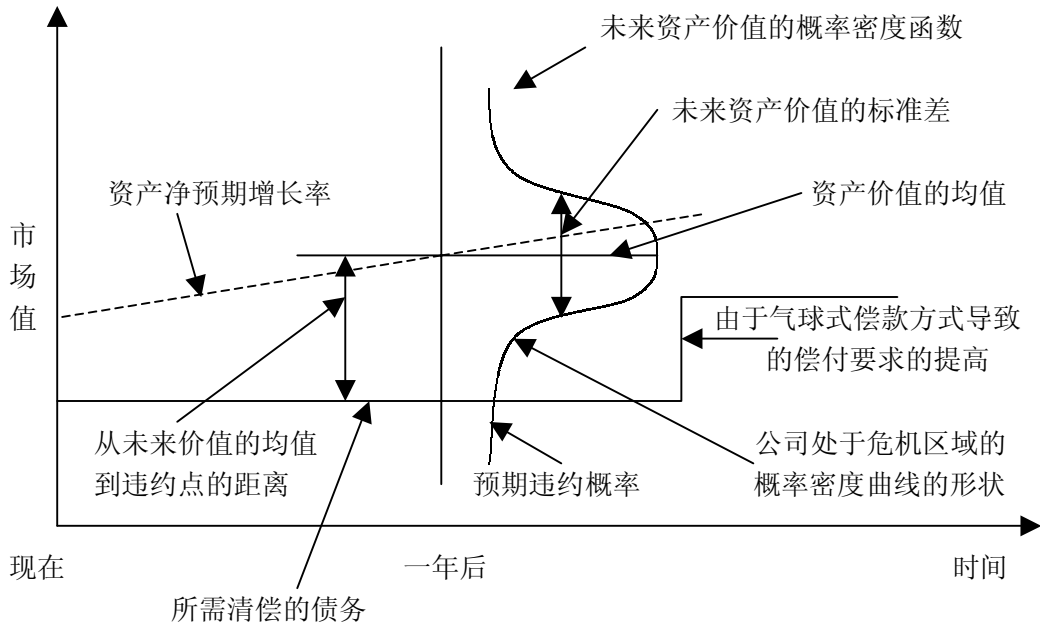 未来资产价值的概率密度函数
未来资产价值的标准差
资产净预期增长率
资产价值的均值
市
场
值
由于气球式偿款方式导致
的偿付要求的提高
从未来价值的均值
到违约点的距离
预期违约概率
公司处于危机区域的
概率密度曲线的形状
现在
一年后
时间
所需清偿的债务